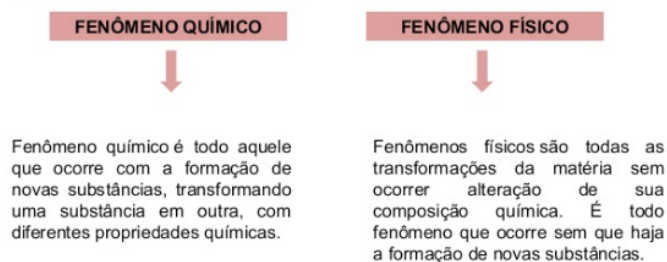 FENÔMENO QUÍMICO
Fenômeno químico é todo aquele
que ocorre com a formação de
novas substâncias, transformando
uma substância em outra, com
diferentes propriedades químicas.
FENÔMENO FÍSICO
Fenômenos físicos são todas as
transformações da matéria sem
ocorrer alteração de sua
composição química. É todo
fenômeno que ocorre sem que haja
a formação de novas substâncias.